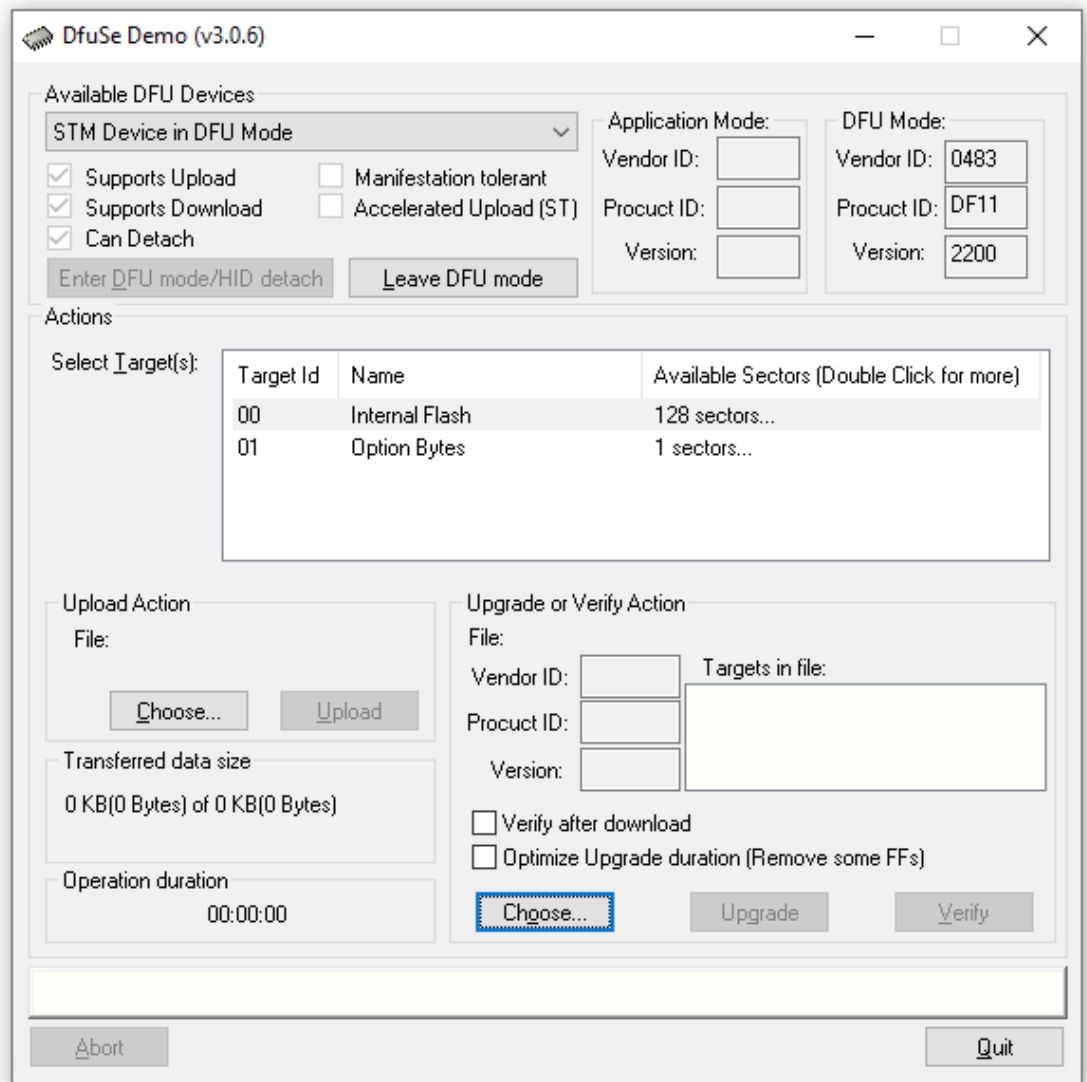 DfuSe Demo (v3.0.6)
Available DFU Devices
STM Device in DFU Mode
Supports Upload
Manifestation tolerant
Supports Download
Accelerated Upload (ST)
Can Detach
Enter DFU mode/HID detach
Leave DFU mode
Application Mode:
Vendor ID:
Procuct ID:
Version:
DFU Mode:
Vendor ID: 0483
Procuct ID: DF11
Version: 2200
Actions
Select Target(s):
Target Id Name Available Sectors (Double Click for more)
00 Internal Flash 128 sectors...
01 Option Bytes 1 sectors...
Upload Action
File:
Choose... Upload
Transferred data size
0 KB(0 Bytes) of 0 KB(0 Bytes)
Operation duration
00:00:00
Upgrade or Verify Action
File:
Vendor ID:
Procuct ID:
Version:
Targets in file:
Verify after download
Optimize Upgrade duration (Remove some FFs)
Choose... Upgrade Verify
Abort Quit